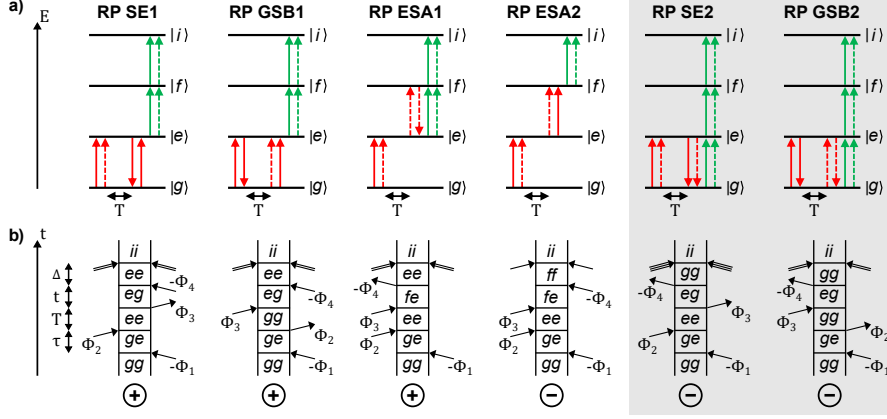 a)
E
RP SE1
RP GSB1
RP ESA1
RP ESA2
RP SE2
RP GSB2
|i⟩ |i⟩ |i⟩ |i⟩ |i⟩ |i⟩
|f⟩ |f⟩ |f⟩ |f⟩ |f⟩ |f⟩
|e⟩ |e⟩ |e⟩ |e⟩ |e⟩ |e⟩
|g⟩ |g⟩ |g⟩ |g⟩ |g⟩ |g⟩
T T T T T T
b)
t
Δ
t
T
τ
ii
ee
eg
ee
ge
gg
-Φ4
Φ3
Φ2
-Φ1
+
ii
ee
eg
gg
ge
gg
-Φ4
Φ3
Φ2
-Φ1
+
ii
ee
fe
ee
ge
gg
-Φ4
Φ3
Φ2
-Φ1
+
ii
ff
fe
ee
ge
gg
-Φ4
Φ3
Φ2
-Φ1
−
ii
gg
eg
ee
ge
gg
-Φ4
Φ3
Φ2
-Φ1
−
ii
gg
eg
gg
ge
gg
-Φ4
Φ3
Φ2
-Φ1
−